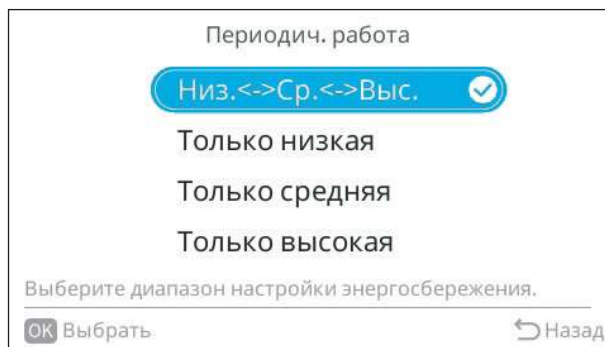 Периодич. работа
Низ.<->Ср.<->Выс.
Только низкая
Только средняя
Только высокая
Выберите диапазон настройки энергосбережения.
OK Выбрать
Назад